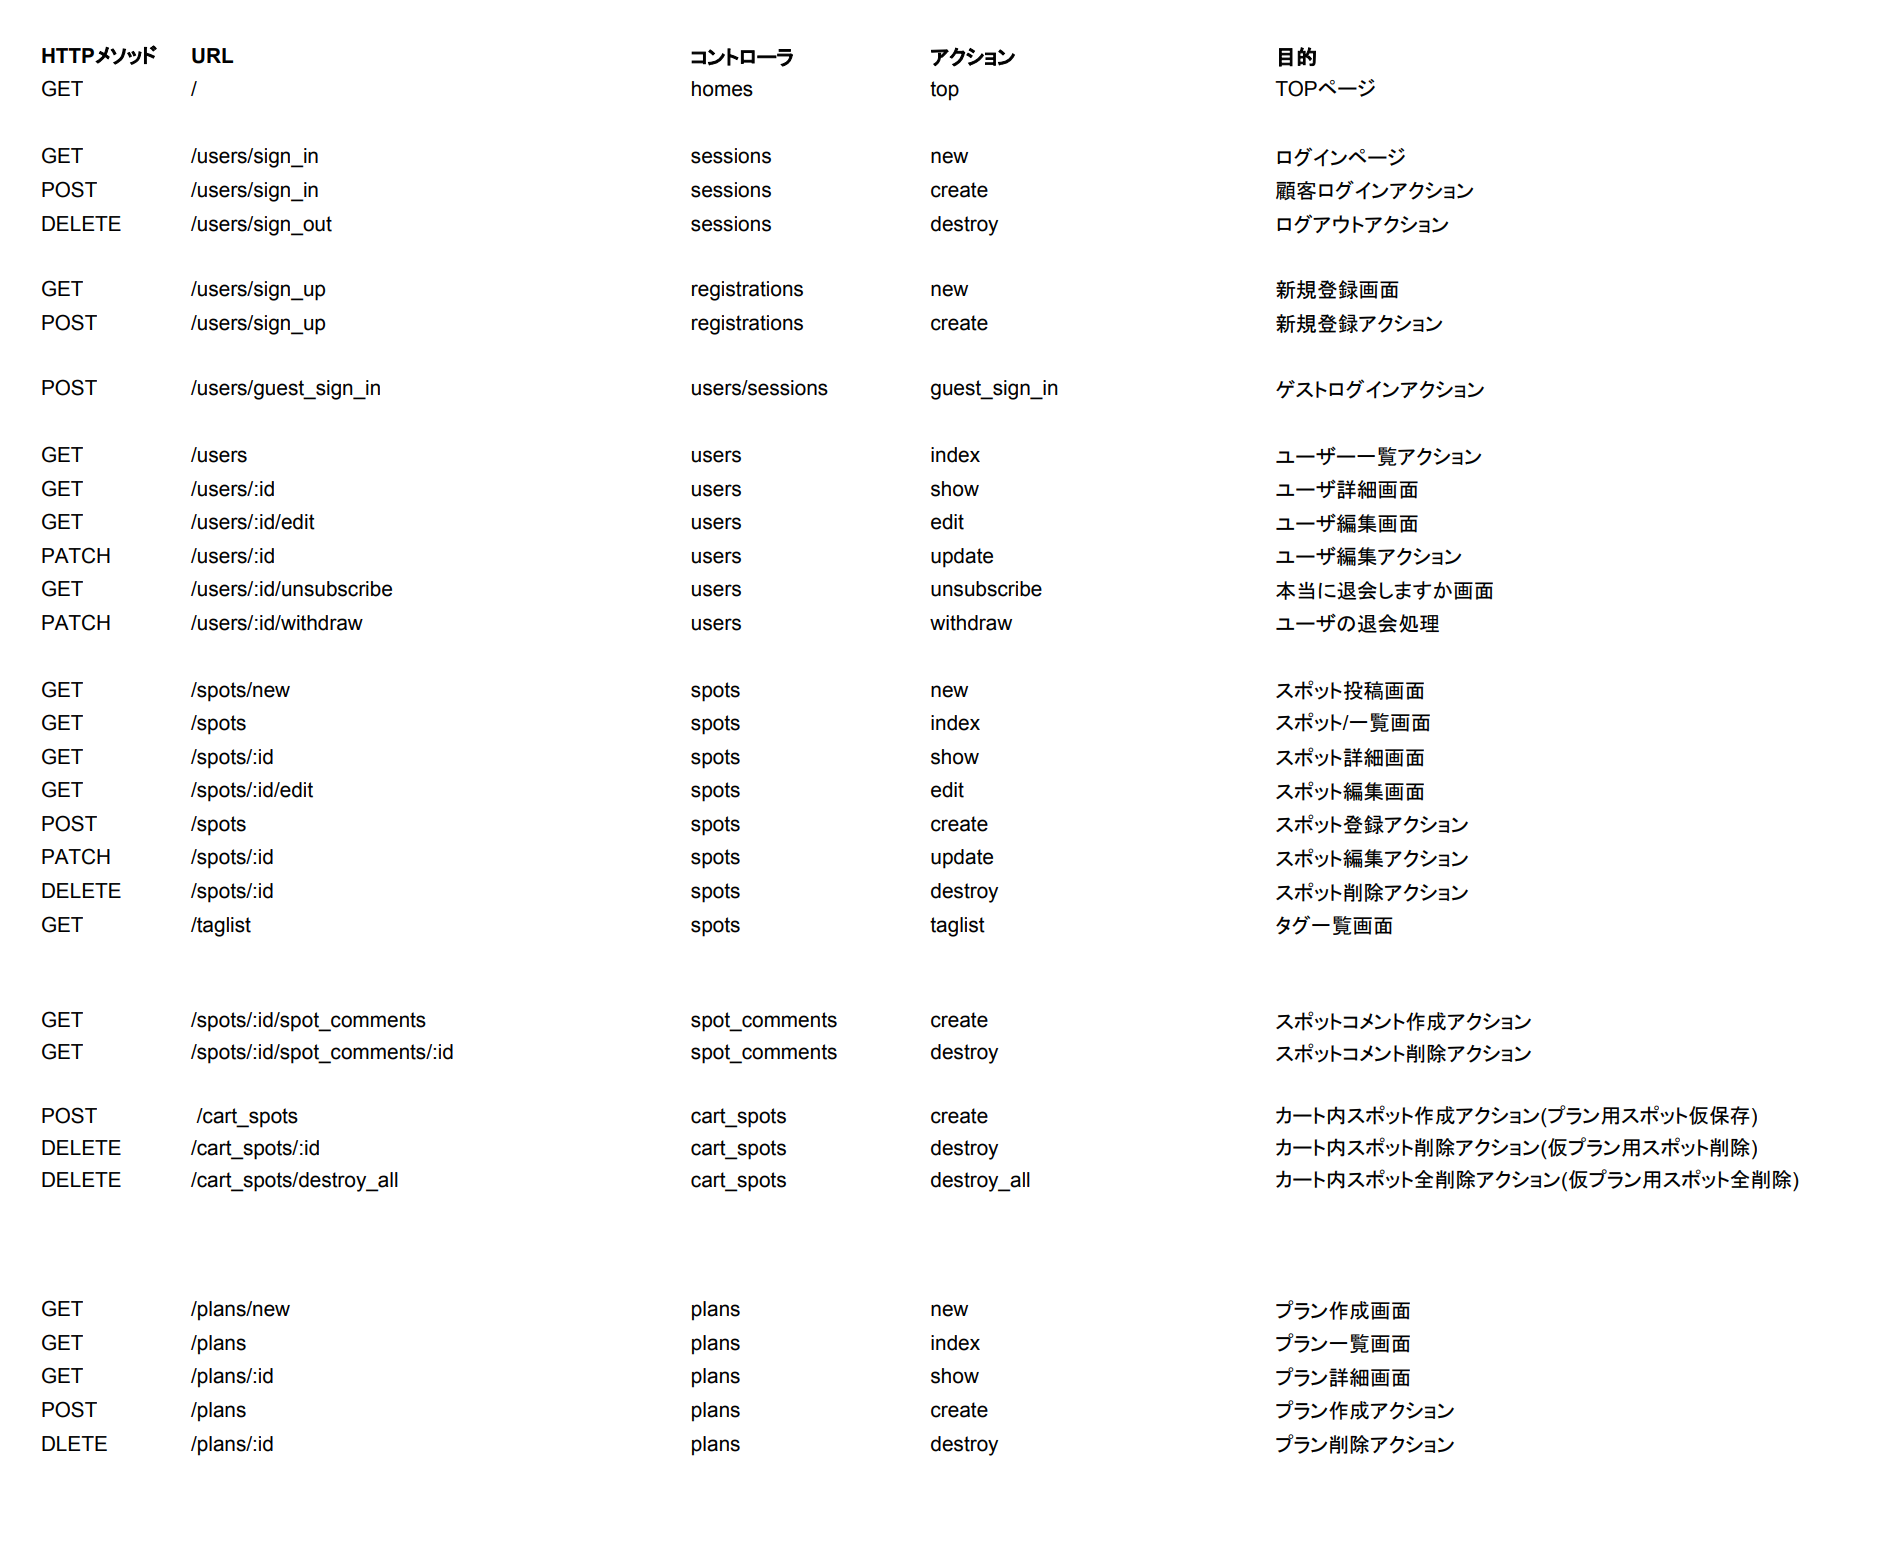 HTTPメソッド URL コントローラ アクション 目的
GET / homes top TOPページ
GET /users/sign_in sessions new ログインページ
POST /users/sign_in sessions create 顧客ログインアクション
DELETE /users/sign_out sessions destroy ログアウトアクション
GET /users/sign_up registrations new 新規登録画面
POST /users/sign_up registrations create 新規登録アクション
POST /users/guest_sign_in users/sessions guest_sign_in ゲストログインアクション
GET /users users index ユーザー一覧アクション
GET /users/:id users show ユーザ詳細画面
GET /users/:id/edit users edit ユーザ編集画面
PATCH /users/:id users update ユーザ編集アクション
GET /users/:id/unsubscribe users unsubscribe 本当に退会しますか画面
PATCH /users/:id/withdraw users withdraw ユーザの退会処理
GET /spots/new spots new スポット投稿画面
GET /spots spots index スポット/一覧画面
GET /spots/:id spots show スポット詳細画面
GET /spots/:id/edit spots edit スポット編集画面
POST /spots spots create スポット登録アクション
PATCH /spots/:id spots update スポット編集アクション
DELETE /spots/:id spots destroy スポット削除アクション
GET /taglist spots taglist タグ一覧画面
GET /spots/:id/spot_comments spot_comments create スポットコメント作成アクション
GET /spots/:id/spot_comments/:id spot_comments destroy スポットコメント削除アクション
POST /cart_spots cart_spots create カート内スポット作成アクション(プラン用スポット仮保存)
DELETE /cart_spots/:id cart_spots destroy カート内スポット削除アクション(仮プラン用スポット削除)
DELETE /cart_spots/destroy_all cart_spots destroy_all カート内スポット全削除アクション(仮プラン用スポット全削除)
GET /plans/new plans new プラン作成画面
GET /plans plans index プラン一覧画面
GET /plans/:id plans show プラン詳細画面
POST /plans plans create プラン作成アクション
DLETE /plans/:id plans destroy プラン削除アクション